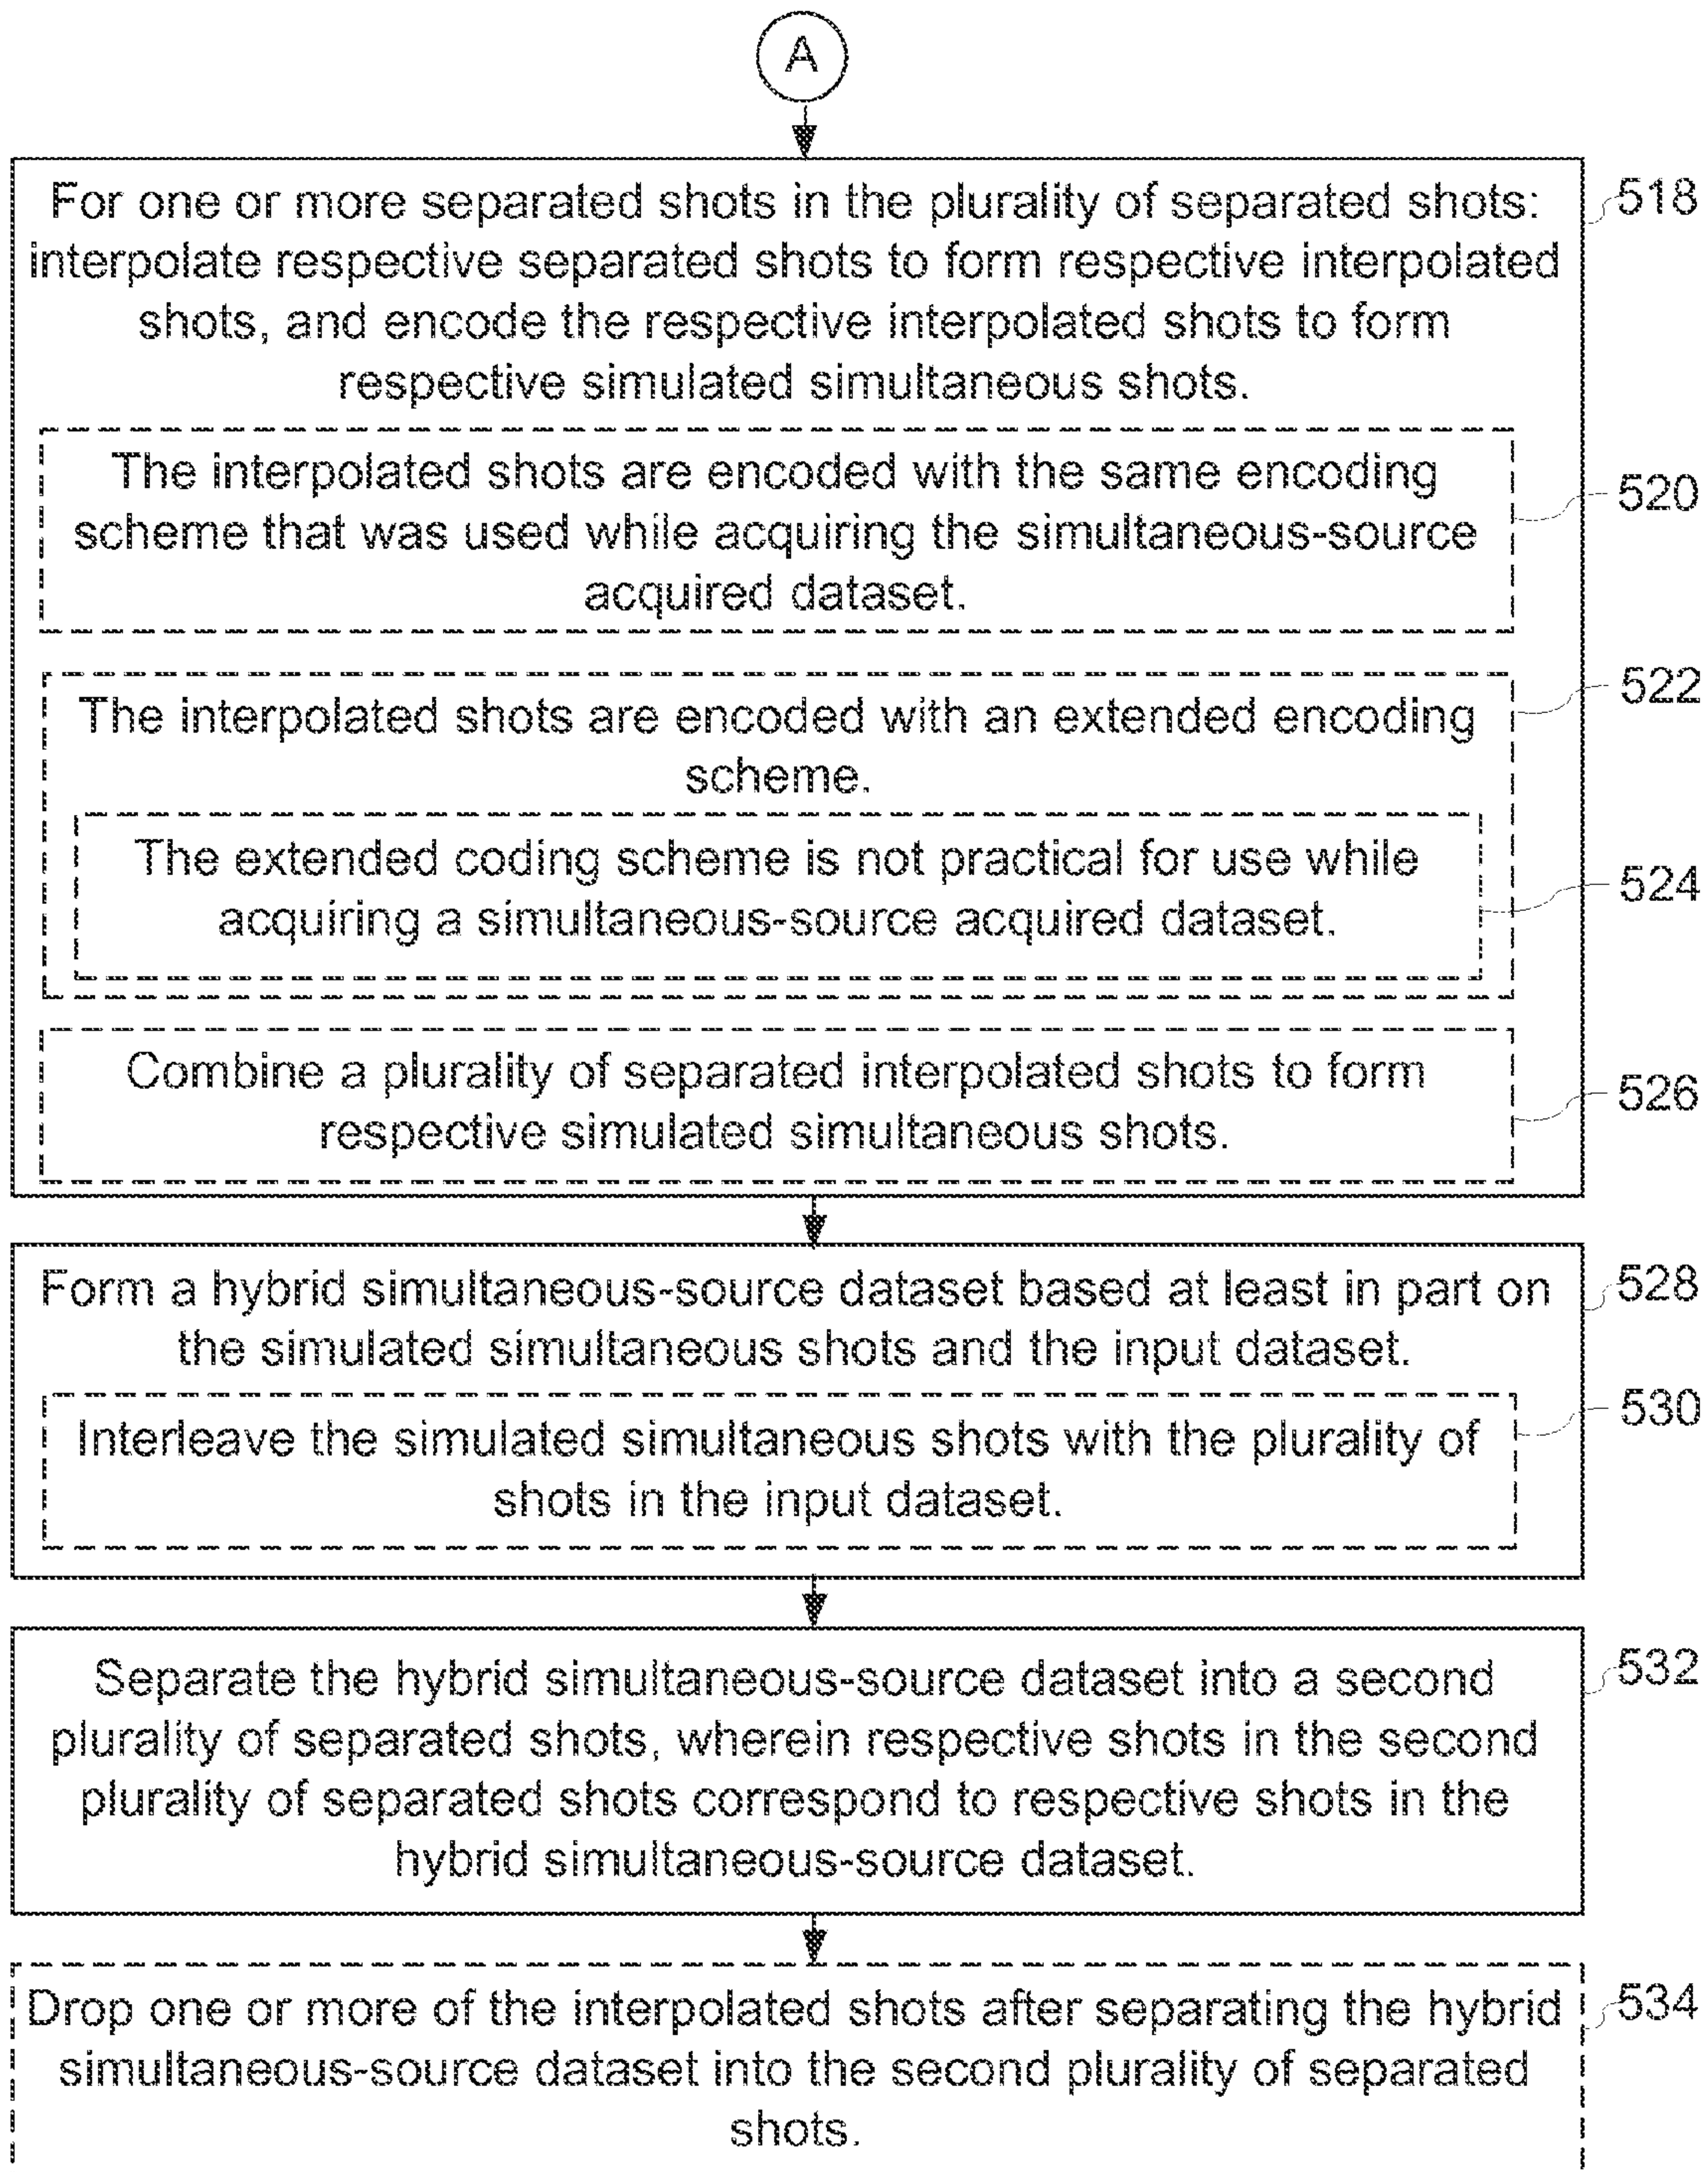 A
For one or more separated shots in the plurality of separated shots:
interpolate respective separated shots to form respective interpolated
shots, and encode the respective interpolated shots to form
respective simulated simultaneous shots.
518
The interpolated shots are encoded with the same encoding
scheme that was used while acquiring the simultaneous-source
acquired dataset.
520
The interpolated shots are encoded with an extended encoding
scheme.
522
The extended coding scheme is not practical for use while
acquiring a simultaneous-source acquired dataset.
524
Combine a plurality of separated interpolated shots to form
respective simulated simultaneous shots.
526
Form a hybrid simultaneous-source dataset based at least in part on
the simulated simultaneous shots and the input dataset.
528
Interleave the simulated simultaneous shots with the plurality of
shots in the input dataset.
530
Separate the hybrid simultaneous-source dataset into a second
plurality of separated shots, wherein respective shots in the second
plurality of separated shots correspond to respective shots in the
hybrid simultaneous-source dataset.
532
Drop one or more of the interpolated shots after separating the hybrid
simultaneous-source dataset into the second plurality of separated
shots.
534